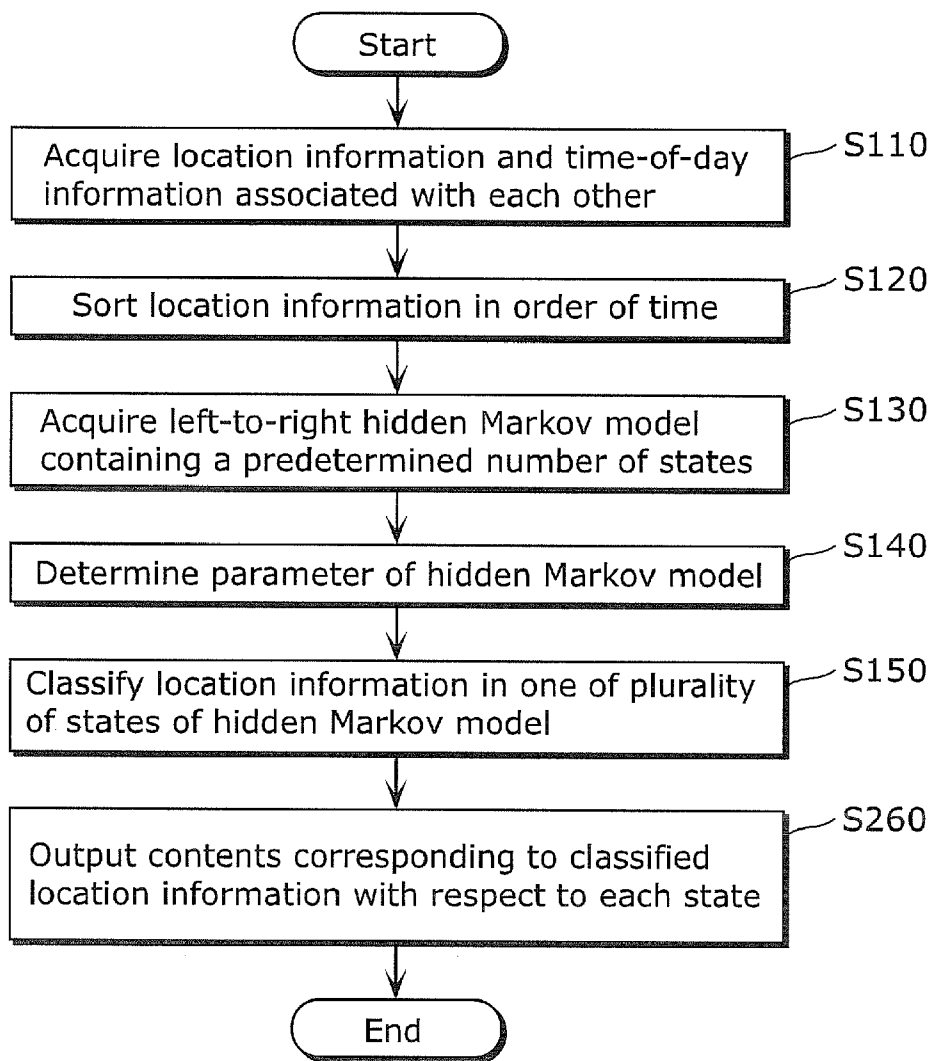 Start
Acquire location information and time-of-day
information associated with each other
S110
Sort location information in order of time
S120
Acquire left-to-right hidden Markov model
containing a predetermined number of states
S130
Determine parameter of hidden Markov model
S140
Classify location information in one of plurality
of states of hidden Markov model
S150
Output contents corresponding to classified
location information with respect to each state
S260
End